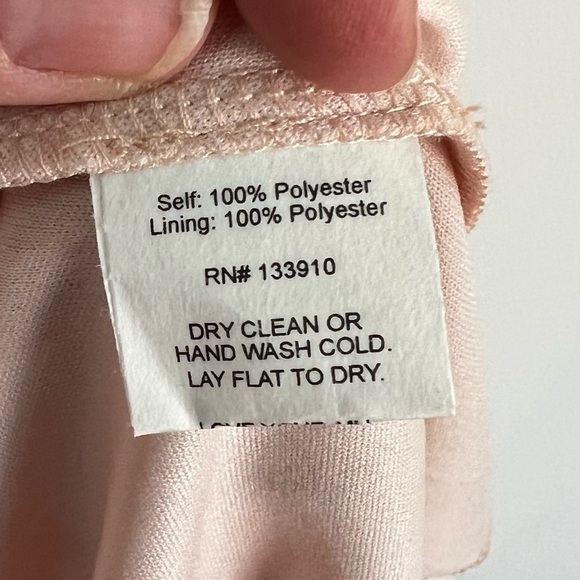 Self: 100% Polyester
Lining: 100% Polyester
RN# 133910
DRY CLEAN OR
HAND WASH COLD.
LAY FLAT TO DRY.